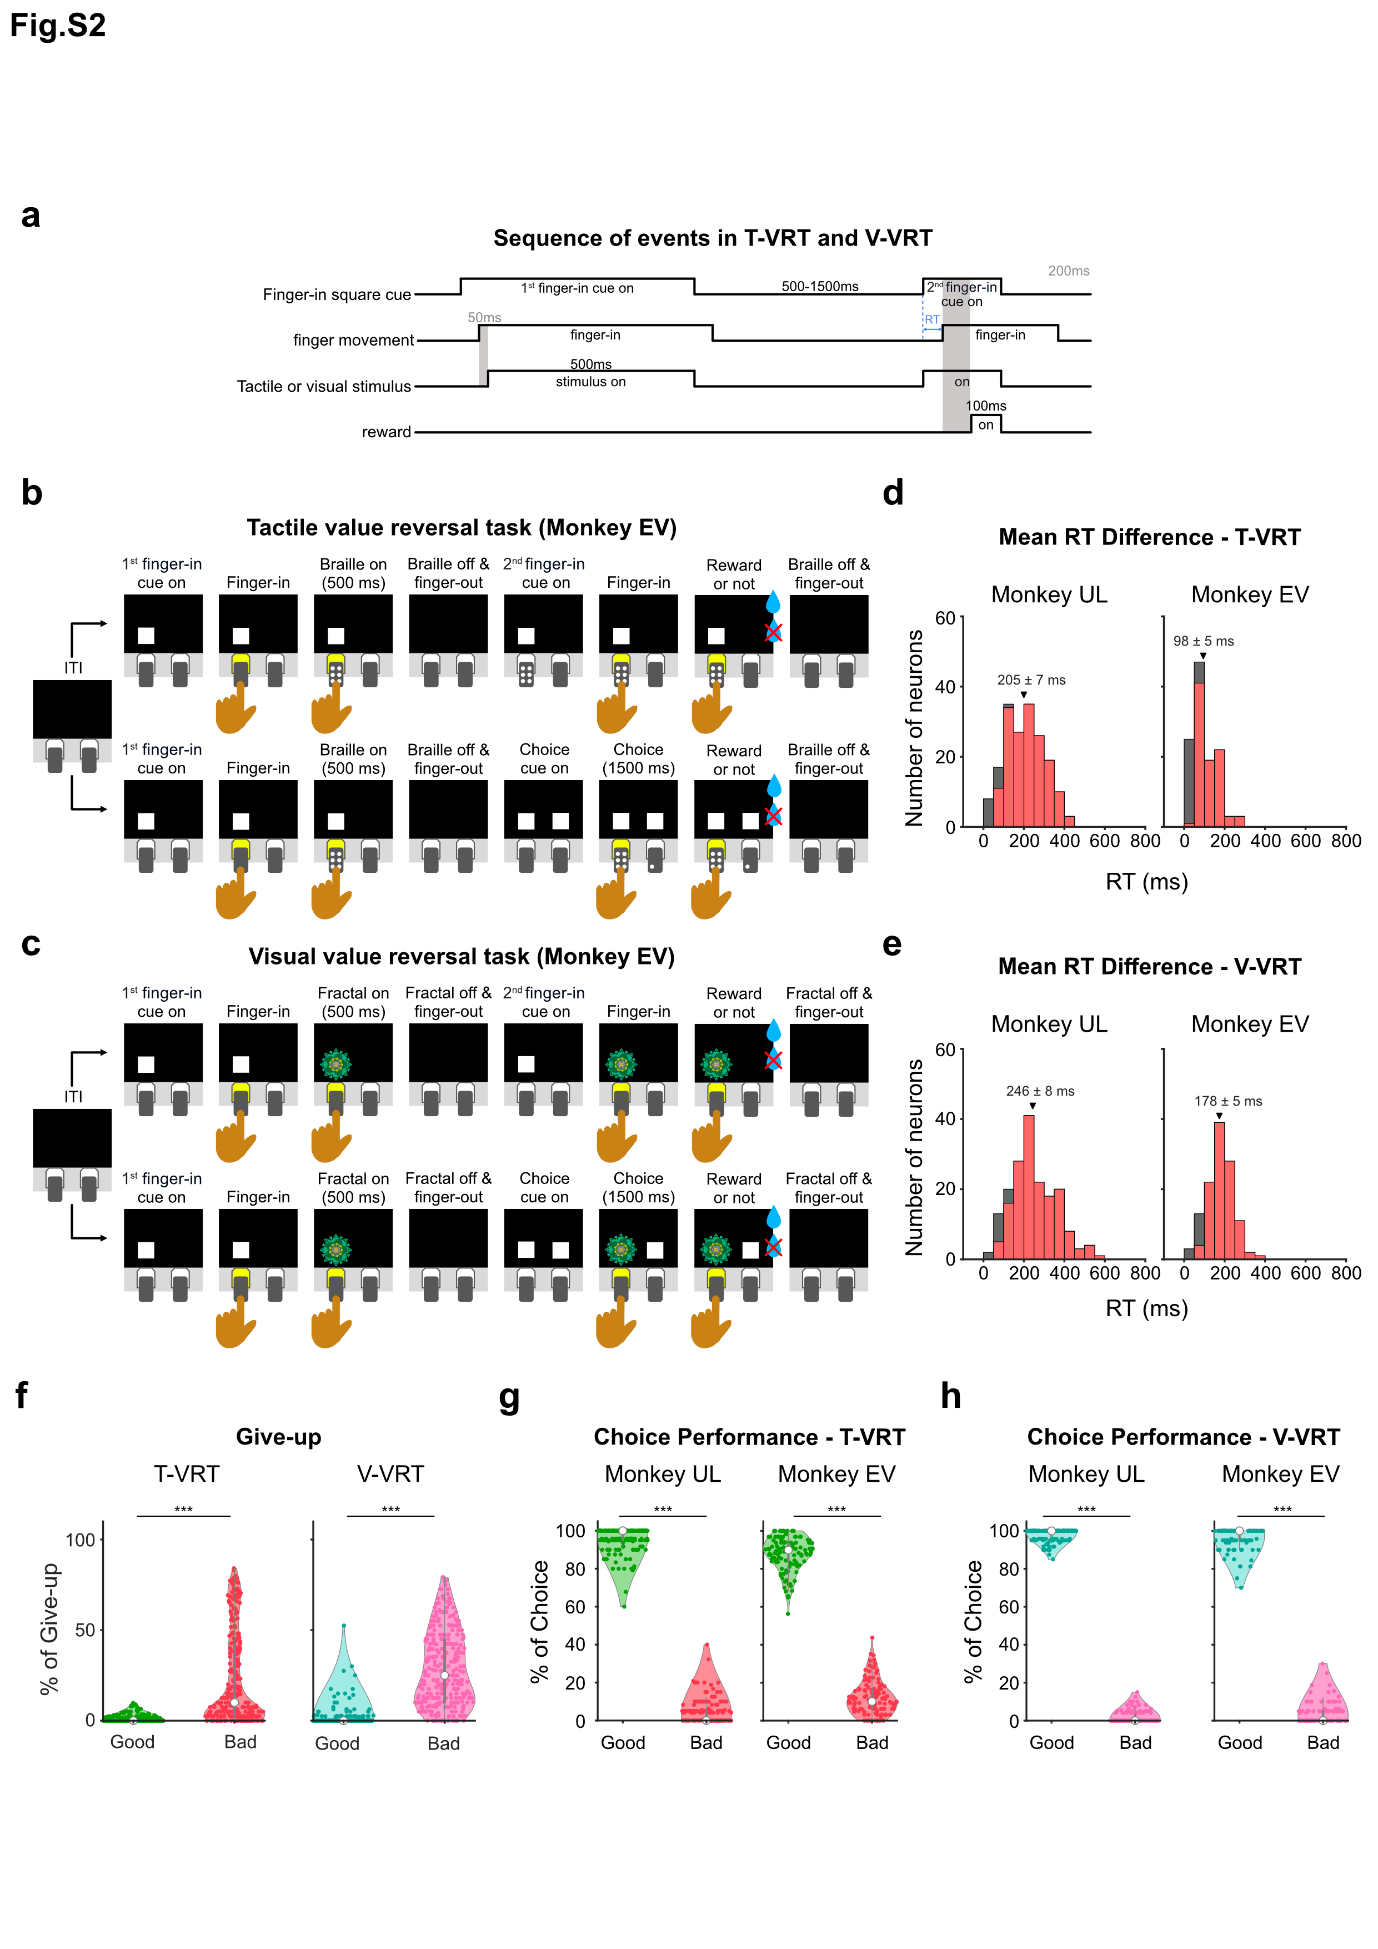 Fig.S2
a
Sequence of events in T-VRT and V-VRT
Finger-in square cue
1st finger-in cue on
500-1500ms
2nd finger-in
cue on
200ms
finger movement
50ms
finger-in
RT
finger-in
Tactile or visual stimulus
500ms
stimulus on
on
reward
100ms
on
b
Tactile value reversal task (Monkey EV)
ITI
1st finger-in
cue on
Finger-in
Braille on
(500 ms)
Braille off &
finger-out
2nd finger-in
cue on
Finger-in
Reward
or not
Braille off &
finger-out
1st finger-in
cue on
Finger-in
Braille on
(500 ms)
Braille off &
finger-out
Choice
cue on
Choice
(1500 ms)
Reward
or not
Braille off &
finger-out
c
Visual value reversal task (Monkey EV)
ITI
1st finger-in
cue on
Finger-in
Fractal on
(500 ms)
Fractal off &
finger-out
2nd finger-in
cue on
Finger-in
Reward
or not
Fractal off &
finger-out
1st finger-in
cue on
Finger-in
Fractal on
(500 ms)
Fractal off &
finger-out
Choice
cue on
Choice
(1500 ms)
Reward
or not
Fractal off &
finger-out
d
Mean RT Difference - T-VRT
Monkey UL
Monkey EV
Number of neurons
60
40
20
0
205 ± 7 ms
98 ± 5 ms
0 200 400 600 800
0 200 400 600 800
RT (ms)
e
Mean RT Difference - V-VRT
Monkey UL
Monkey EV
Number of neurons
60
40
20
0
246 ± 8 ms
178 ± 5 ms
0 200 400 600 800
0 200 400 600 800
RT (ms)
f
Give-up
T-VRT
V-VRT
***
***
% of Give-up
100
50
0
Good Bad
Good Bad
g
Choice Performance - T-VRT
Monkey UL
Monkey EV
***
***
% of Choice
100
80
60
40
20
0
Good Bad
Good Bad
h
Choice Performance - V-VRT
Monkey UL
Monkey EV
***
***
% of Choice
100
80
60
40
20
0
Good Bad
Good Bad